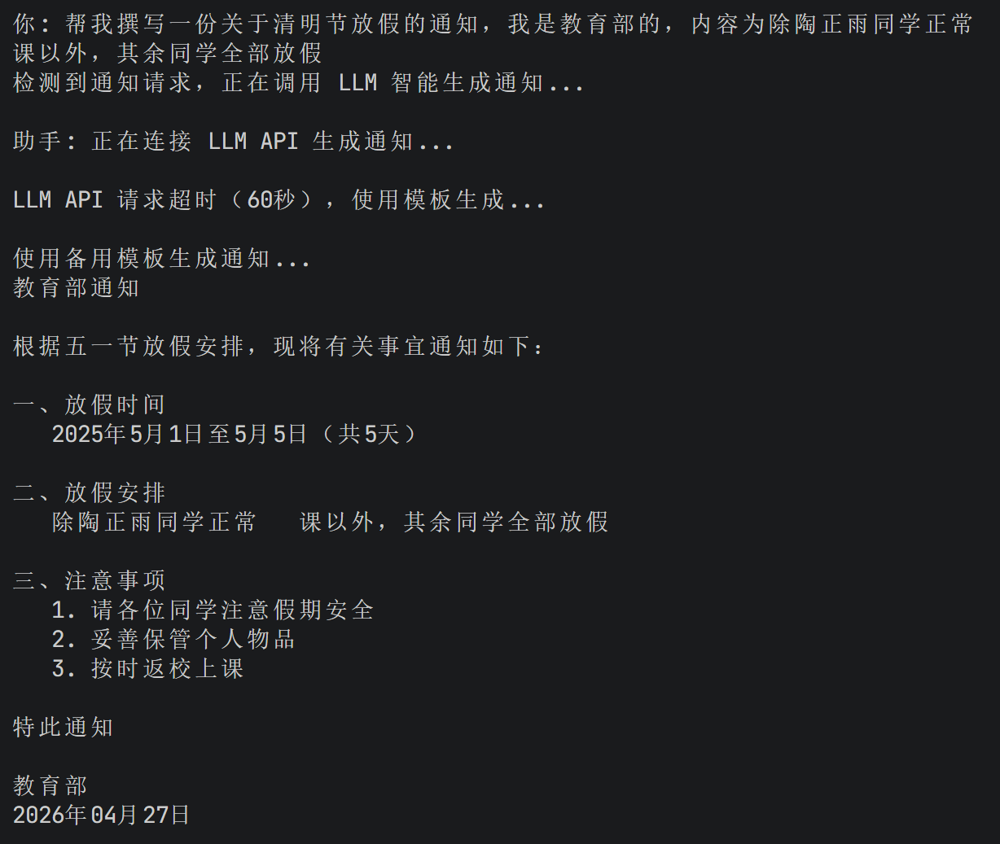 你: 帮我撰写一份关于清明节放假的通知，我是教育部的，内容为除陶正雨同学正常
课以外，其余同学全部放假
检测到通知请求，正在调用 LLM 智能生成通知...
助手: 正在连接 LLM API 生成通知...
LLM API 请求超时（60秒），使用模板生成...
使用备用模板生成通知...
教育部通知
根据五一节放假安排，现将有关事宜通知如下：
一、放假时间
2025年5月1日至5月5日（共5天）
二、放假安排
除陶正雨同学正常 课以外，其余同学全部放假
三、注意事项
1. 请各位同学注意假期安全
2. 妥善保管个人物品
3. 按时返校上课
特此通知
教育部
2026年04月27日